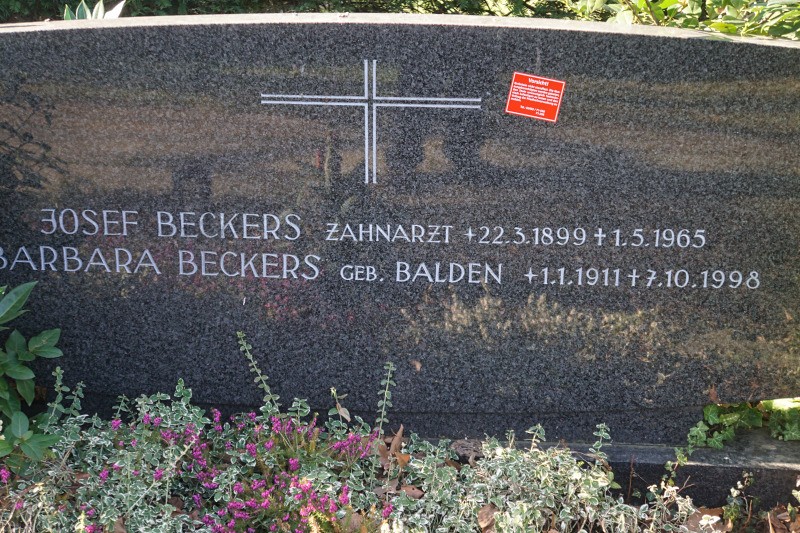 Vorsicht!
JOSEF BECKERS ZAHNARZT +22.3.1899 † 1.5.1965
BARBARA BECKERS GEB. BALDEN +1.1.1911 † 7.10.1998